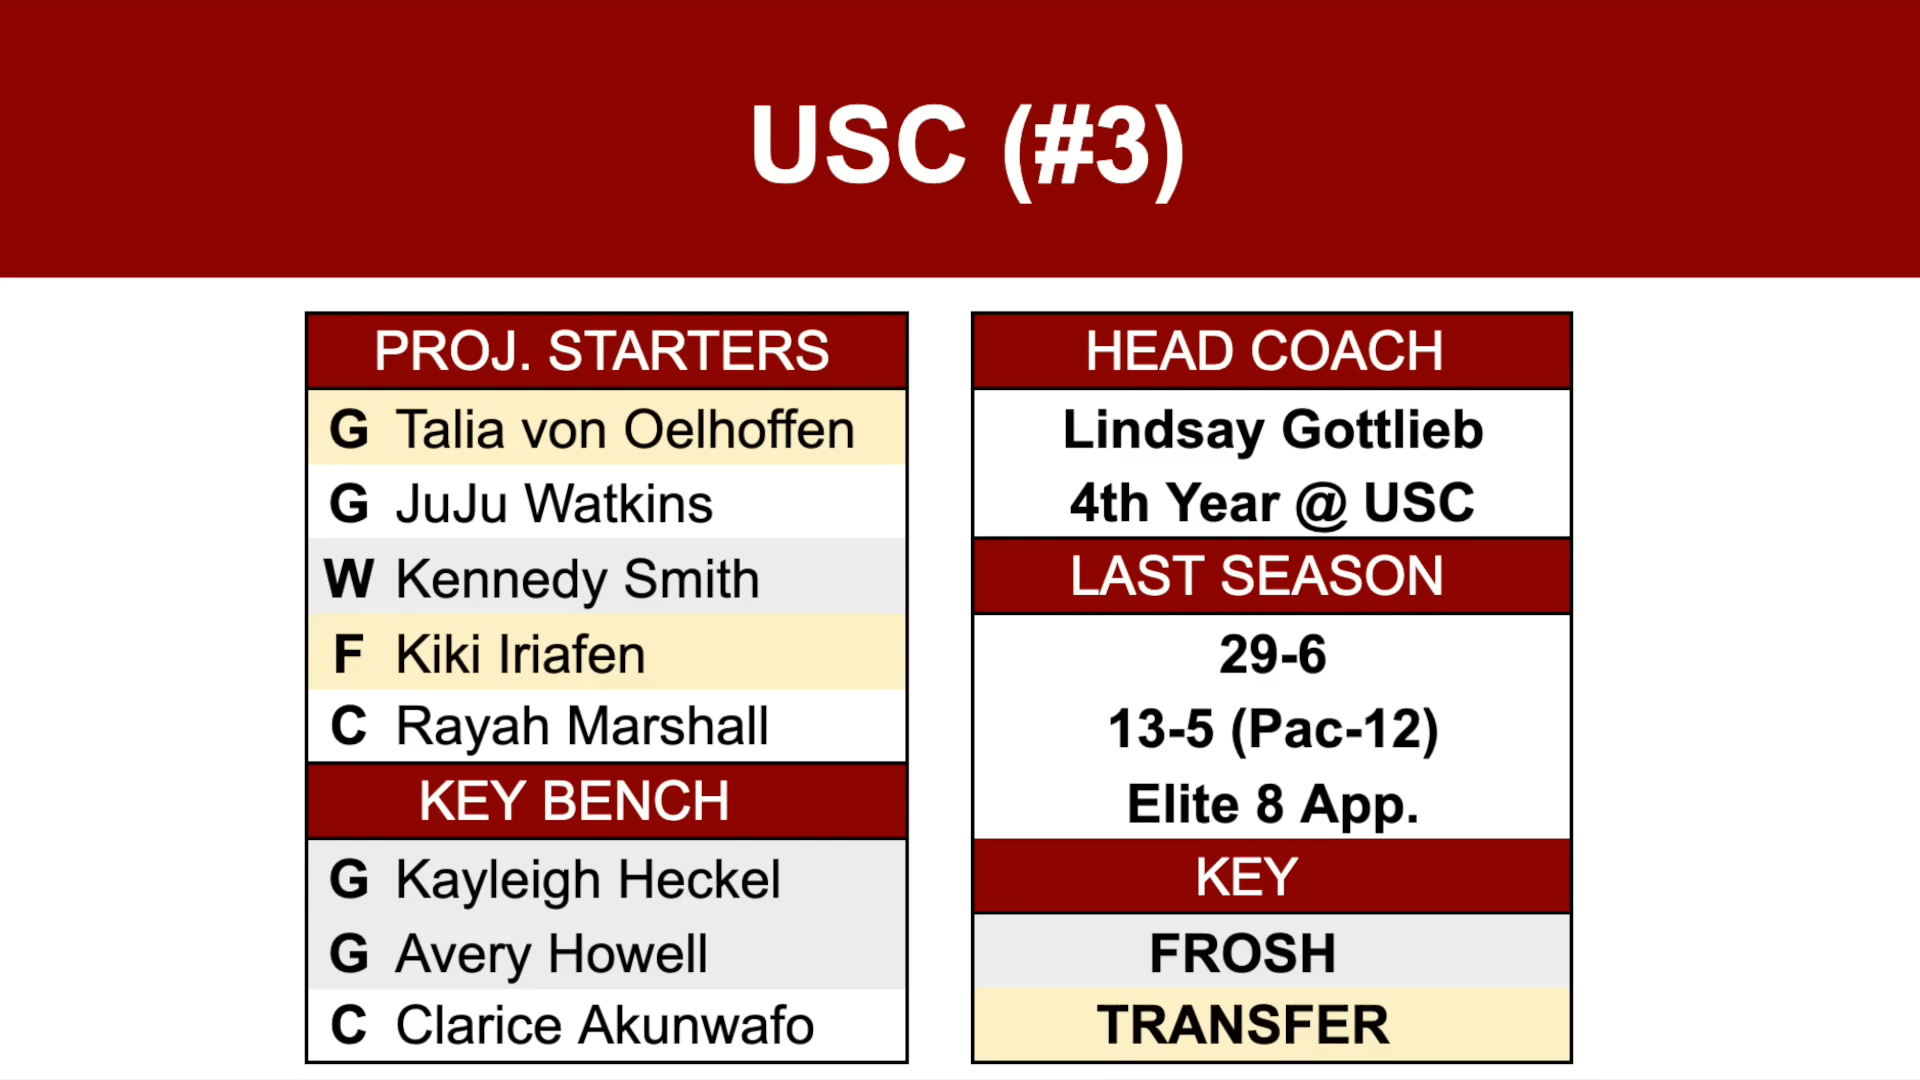 USC (#3)
PROJ. STARTERS
G Talia von Oelhoffen
G JuJu Watkins
W Kennedy Smith
F Kiki Iriafen
C Rayah Marshall
KEY BENCH
G Kayleigh Heckel
G Avery Howell
C Clarice Akunwafo
HEAD COACH
Lindsay Gottlieb
4th Year @ USC
LAST SEASON
29-6
13-5 (Pac-12)
Elite 8 App.
KEY
FROSH
TRANSFER